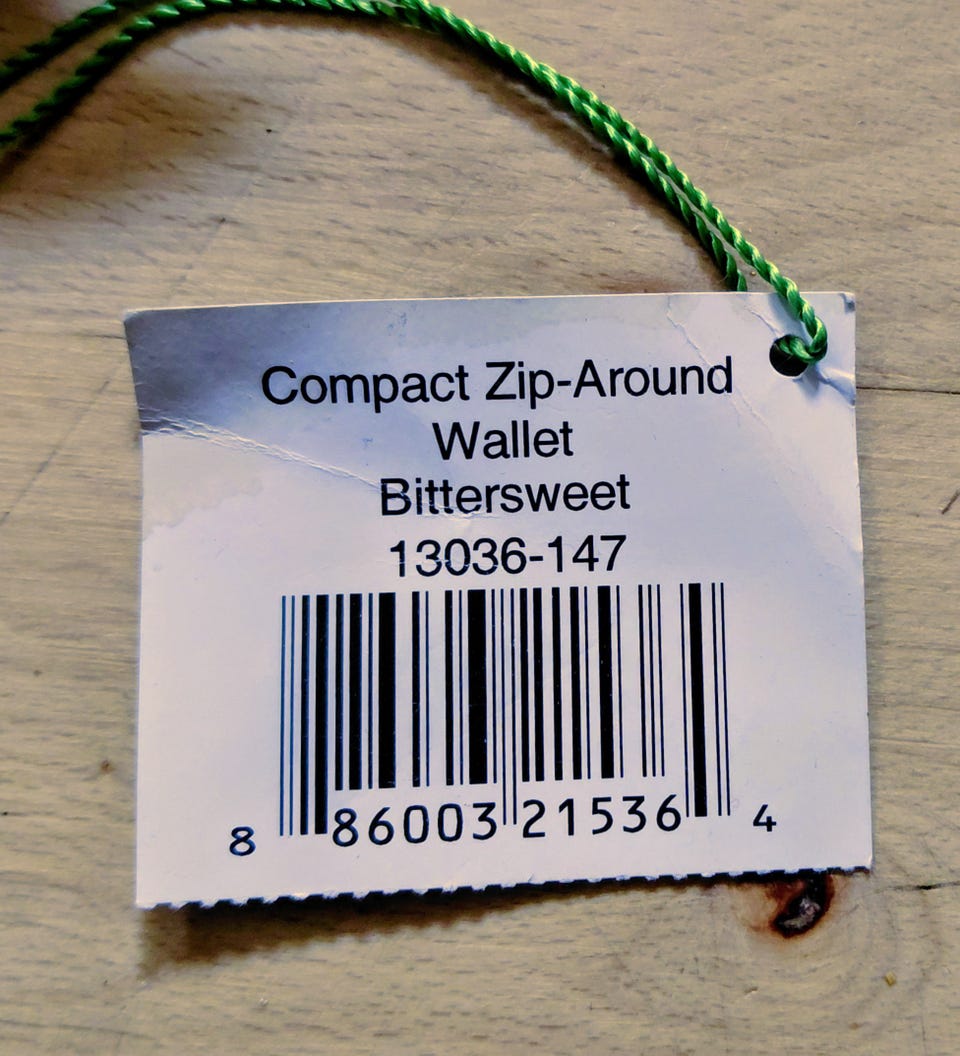 Compact Zip-Around
Wallet
Bittersweet
13036-147
8 86003 21536 4